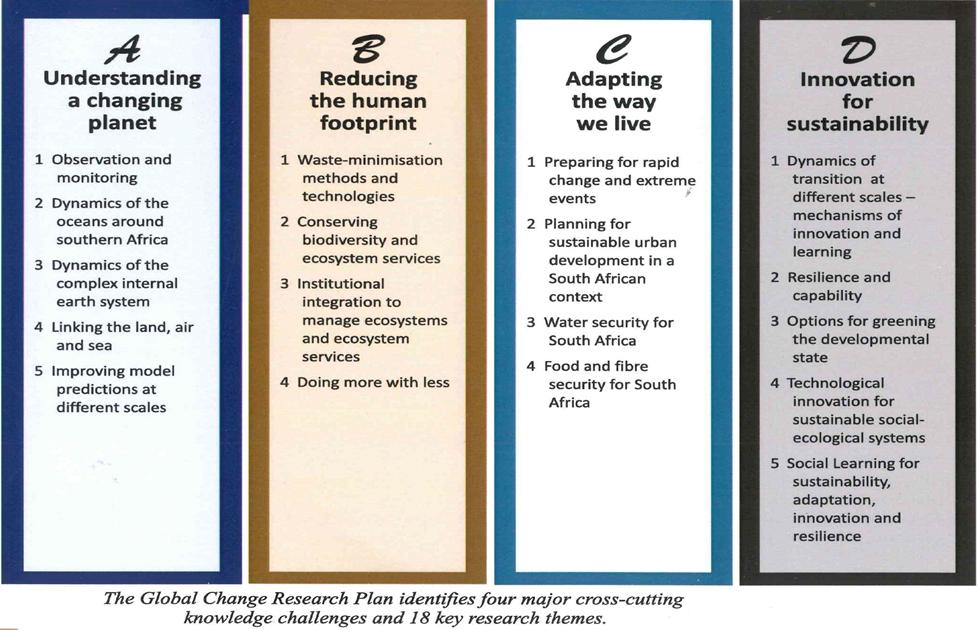 A
Understanding
a changing
planet
1 Observation and
monitoring
2 Dynamics of the
oceans around
southern Africa
3 Dynamics of the
complex internal
earth system
4 Linking the land, air
and sea
5 Improving model
predictions at
different scales
B
Reducing
the human
footprint
1 Waste-minimisation
methods and
technologies
2 Conserving
biodiversity and
ecosystem services
3 Institutional
integration to
manage ecosystems
and ecosystem
services
4 Doing more with less
C
Adapting
the way
we live
1 Preparing for rapid
change and extreme
events
2 Planning for
sustainable urban
development in a
South African
context
3 Water security for
South Africa
4 Food and fibre
security for South
Africa
D
Innovation
for
sustainability
1 Dynamics of
transition at
different scales –
mechanisms of
innovation and
learning
2 Resilience and
capability
3 Options for greening
the developmental
state
4 Technological
innovation for
sustainable social-
ecological systems
5 Social Learning for
sustainability,
adaptation,
innovation and
resilience
The Global Change Research Plan identifies four major cross-cutting
knowledge challenges and 18 key research themes.